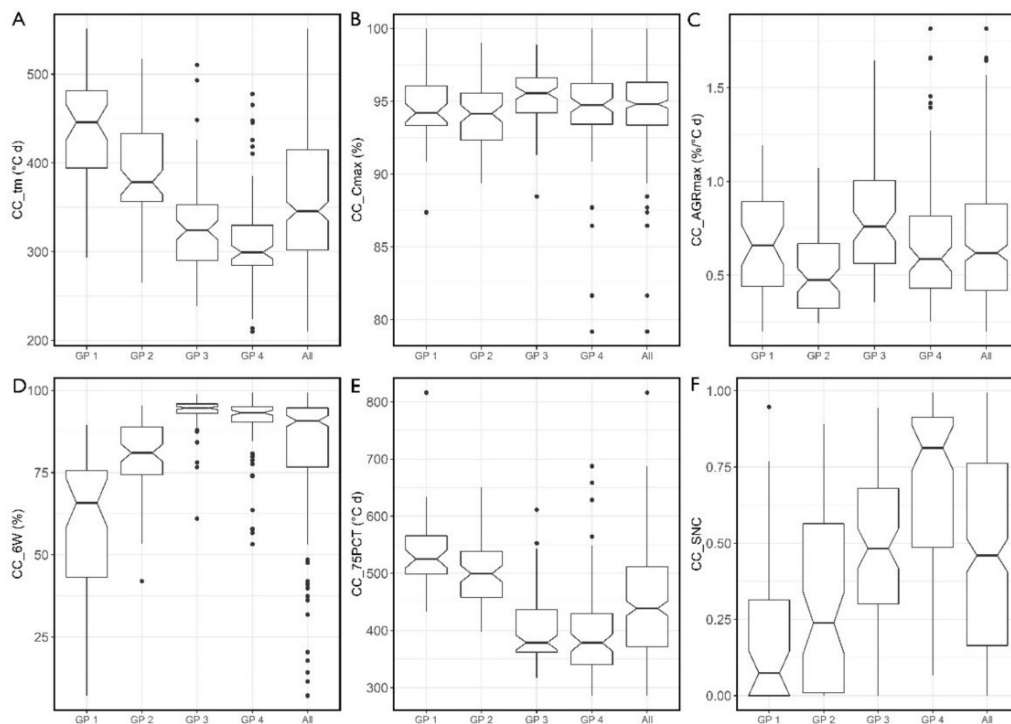 A
CC_tm (°C d)
500
400
300
200
GP 1 GP 2 GP 3 GP 4 All
B
CC_Cmax (%)
100
95
90
85
80
GP 1 GP 2 GP 3 GP 4 All
C
CC_AGRmax (%/°C d)
1.5
1.0
0.5
GP 1 GP 2 GP 3 GP 4 All
D
CC_6W (%)
100
75
50
25
GP 1 GP 2 GP 3 GP 4 All
E
CC_75PCT (°C d)
800
700
600
500
400
300
GP 1 GP 2 GP 3 GP 4 All
F
CC_SNC
1.00
0.75
0.50
0.25
0.00
GP 1 GP 2 GP 3 GP 4 All